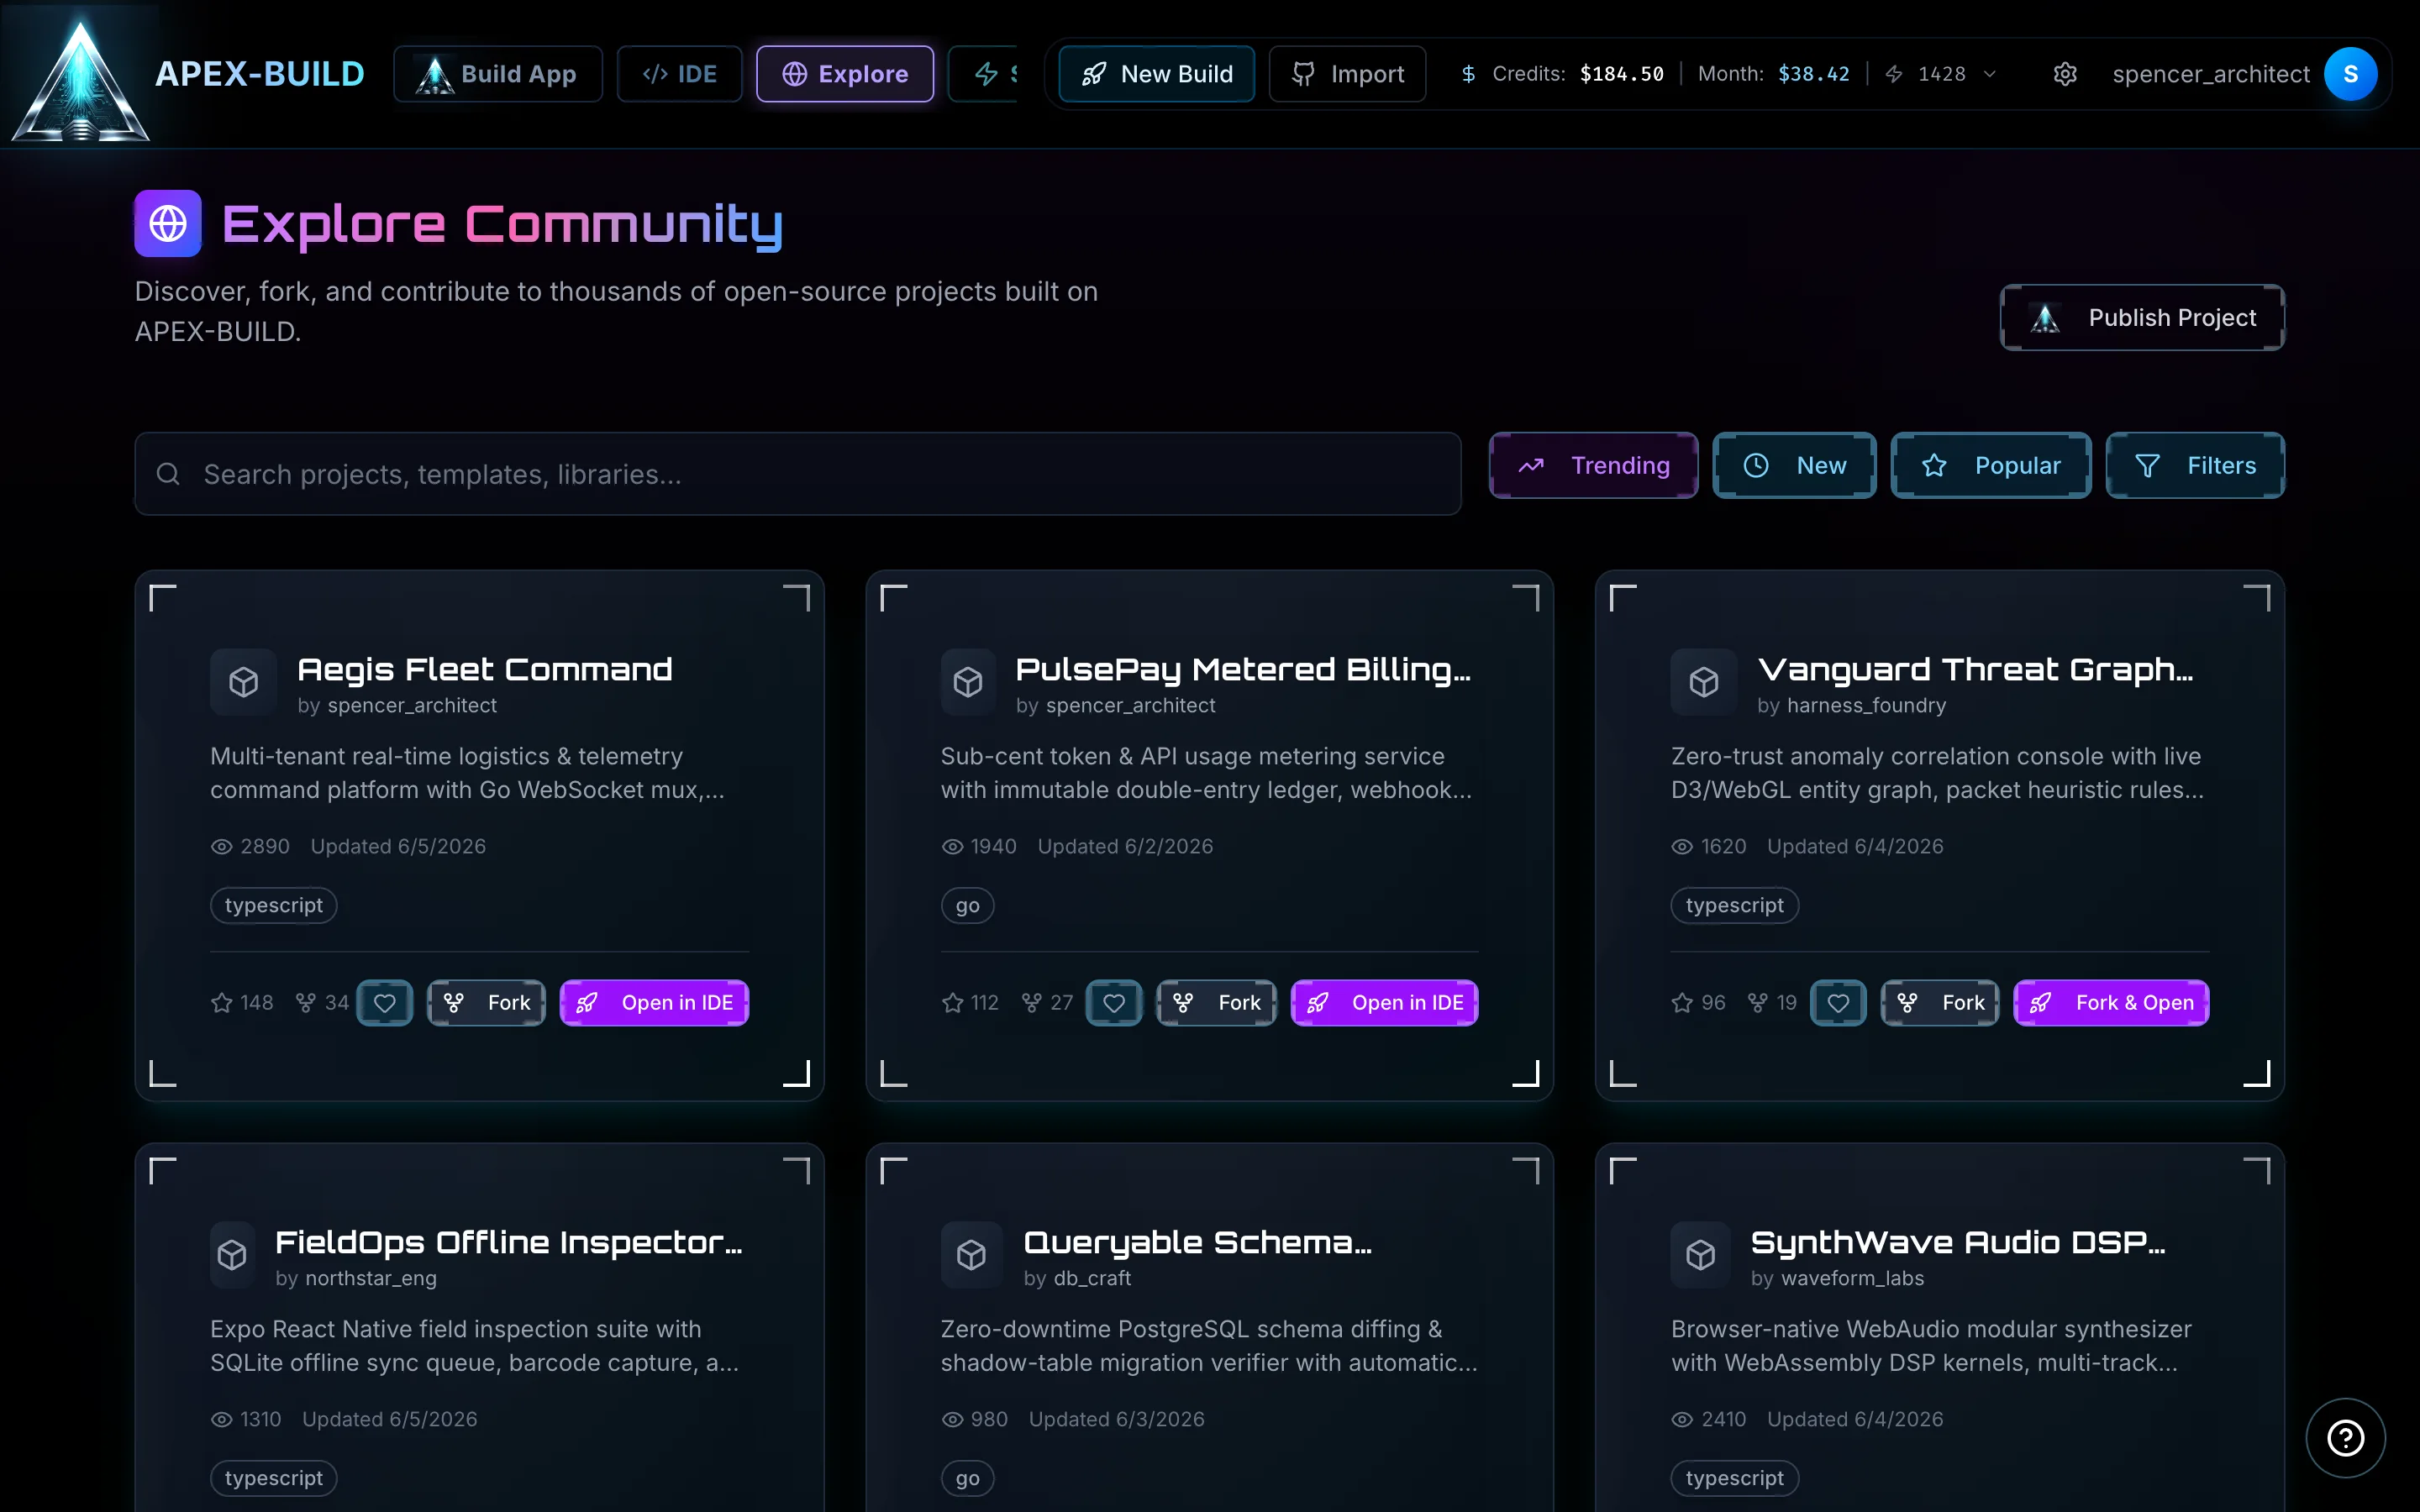 APEX-BUILD
Build App
</> IDE
Explore
New Build
Import
$ Credits: $184.50 | Month: $38.42 | 1428
spencer_architect
S
Explore Community
Discover, fork, and contribute to thousands of open-source projects built on
APEX-BUILD.
Publish Project
Search projects, templates, libraries...
Trending
New
Popular
Filters
Aegis Fleet Command
by spencer_architect
Multi-tenant real-time logistics & telemetry
command platform with Go WebSocket mux,...
2890 Updated 6/5/2026
typescript
148 34 Fork Open in IDE
PulsePay Metered Billing...
by spencer_architect
Sub-cent token & API usage metering service
with immutable double-entry ledger, webhook...
1940 Updated 6/2/2026
go
112 27 Fork Open in IDE
Vanguard Threat Graph...
by harness_foundry
Zero-trust anomaly correlation console with live
D3/WebGL entity graph, packet heuristic rules...
1620 Updated 6/4/2026
typescript
96 19 Fork Fork & Open
FieldOps Offline Inspector...
by northstar_eng
Expo React Native field inspection suite with
SQLite offline sync queue, barcode capture, a...
1310 Updated 6/5/2026
typescript
Queryable Schema...
by db_craft
Zero-downtime PostgreSQL schema diffing &
shadow-table migration verifier with automatic...
980 Updated 6/3/2026
go
SynthWave Audio DSP...
by waveform_labs
Browser-native WebAudio modular synthesizer
with WebAssembly DSP kernels, multi-track...
2410 Updated 6/4/2026
typescript
?